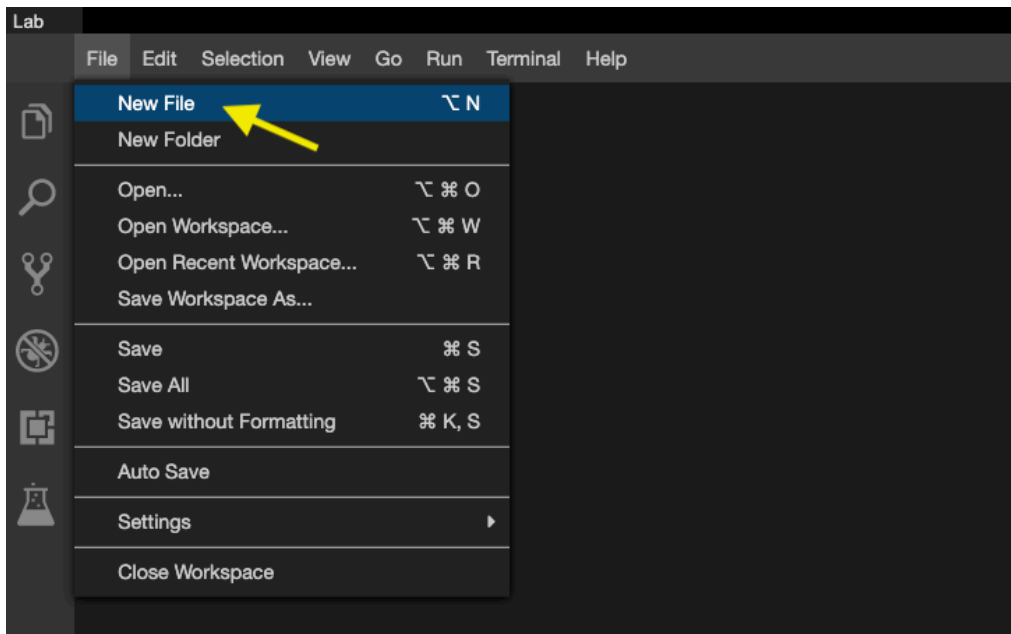 Lab
File Edit Selection View Go Run Terminal Help
New File ⌥ N
New Folder
Open... ⌥ ⌘ O
Open Workspace... ⌥ ⌘ W
Open Recent Workspace... ⌥ ⌘ R
Save Workspace As...
Save ⌘ S
Save All ⌥ ⌘ S
Save without Formatting ⌘ K, S
Auto Save
Settings
Close Workspace